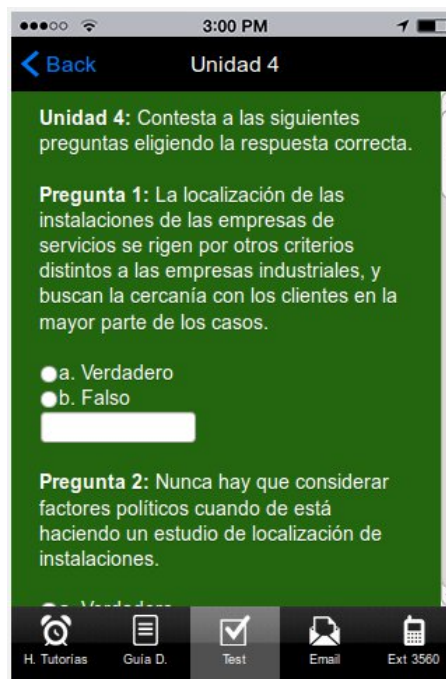 3:00 PM
Back
Unidad 4
Unidad 4: Contesta a las siguientes
preguntas eligiendo la respuesta correcta.
Pregunta 1: La localización de las
instalaciones de las empresas de
servicios se rigen por otros criterios
distintos a las empresas industriales, y
buscan la cercanía con los clientes en la
mayor parte de los casos.
a. Verdadero
b. Falso
Pregunta 2: Nunca hay que considerar
factores políticos cuando de está
haciendo un estudio de localización de
instalaciones.
a. Verdadero
H. Tutorias
Guía D.
Test
Email
Ext 3560